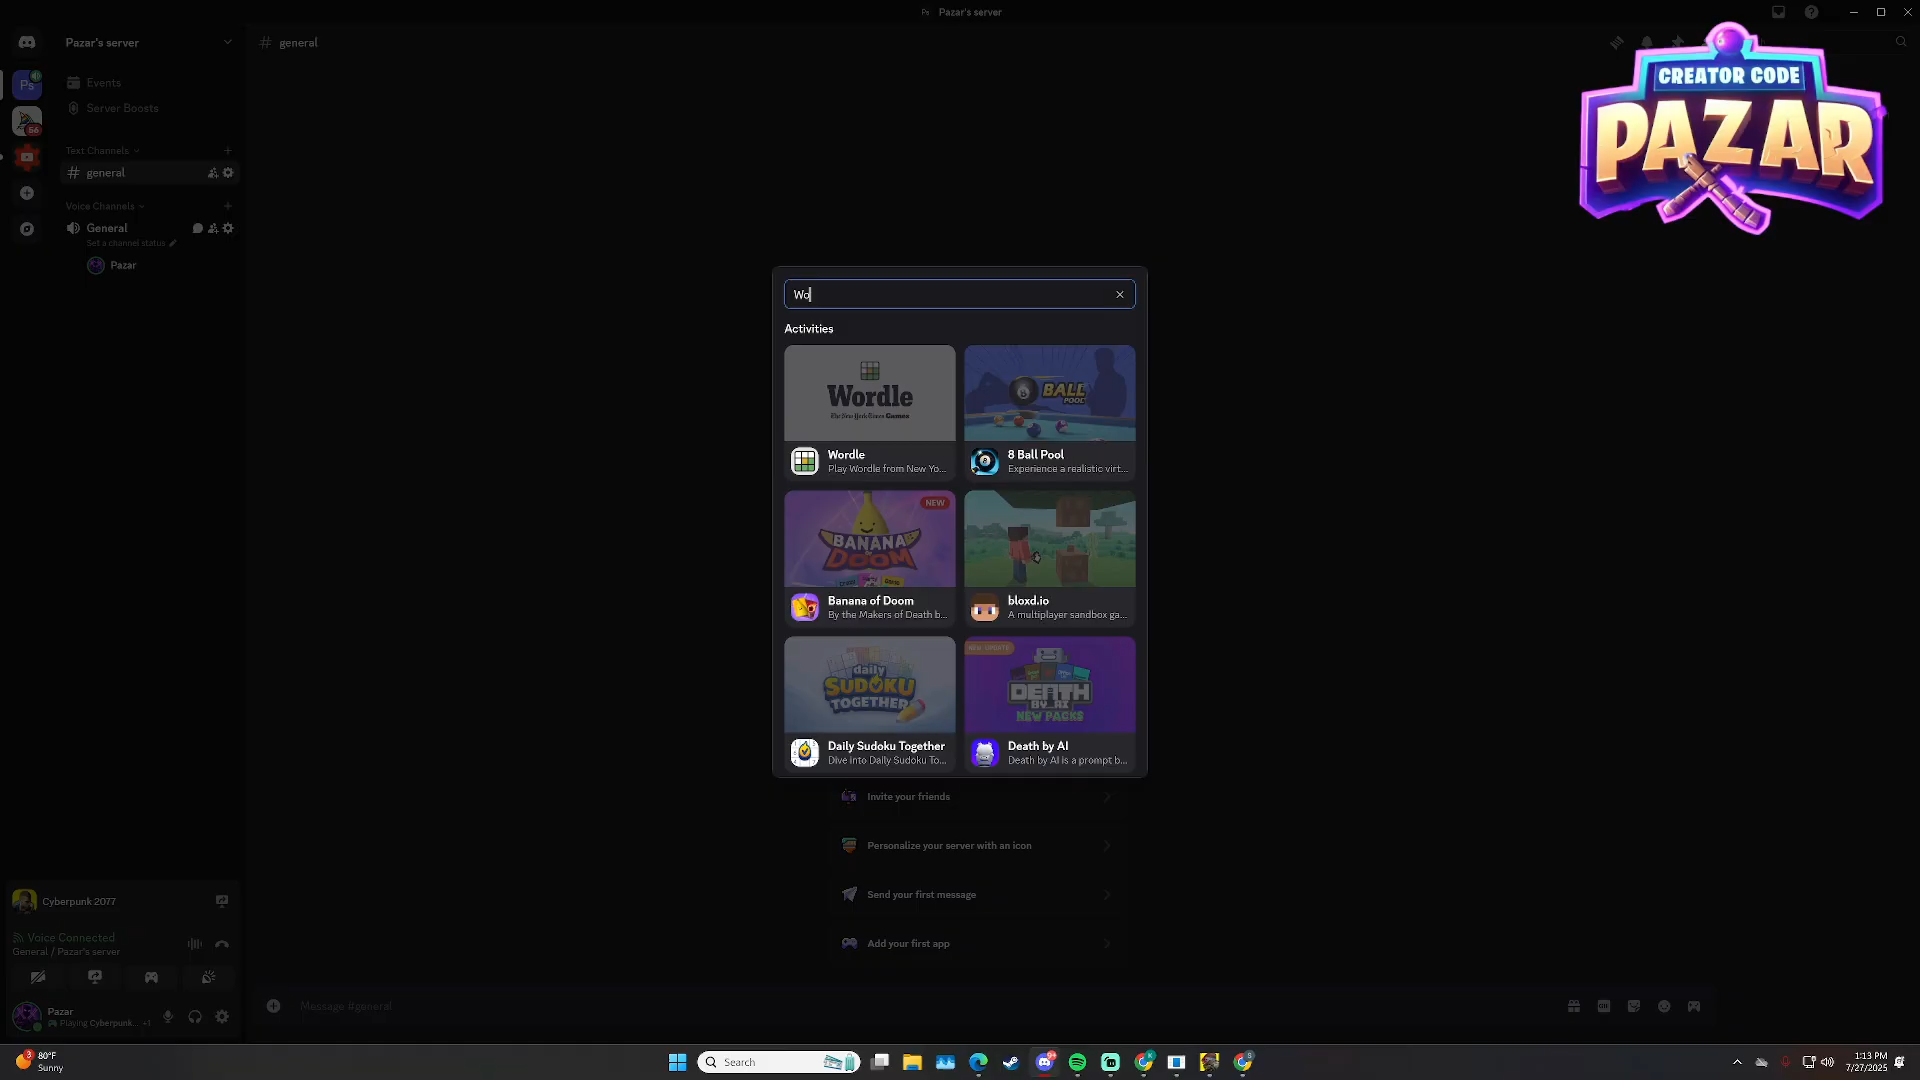 Ps Pazar's server
Pazar's server
# general
CREATOR CODE
PAZAR
Ps
56
Events
Server Boosts
Text Channels
general
Voice Channels
General
Set a channel status
Pazar
Wo
Activities
Wordle
The New York Times Games
8 BALL POOL
Wordle
Play Wordle from New Yo...
8 Ball Pool
Experience a realistic virt...
NEW
BANANA OF DOOM
Banana of Doom
By the Makers of Death b...
bloxd.io
A multiplayer sandbox ga...
daily SUDOKU TOGETHER
NEW UPDATE
DEATH BY AI
NEW PACKS
Daily Sudoku Together
Dive into Daily Sudoku To...
Death by AI
Death by AI is a prompt b...
Invite your friends
Personalize your server with an icon
Send your first message
Add your first app
Cyberpunk 2077
Voice Connected
General / Pazar's server
Pazar
Playing Cyberpunk... +1
Message #general
80°F
Sunny
Search
1:13 PM
7/27/2025